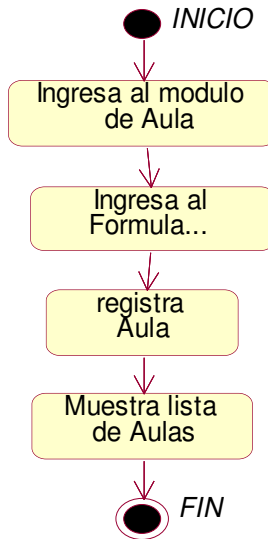 INICIO
Ingresa al modulo
de Aula
Ingresa al
Formula...
registra
Aula
Muestra lista
de Aulas
FIN